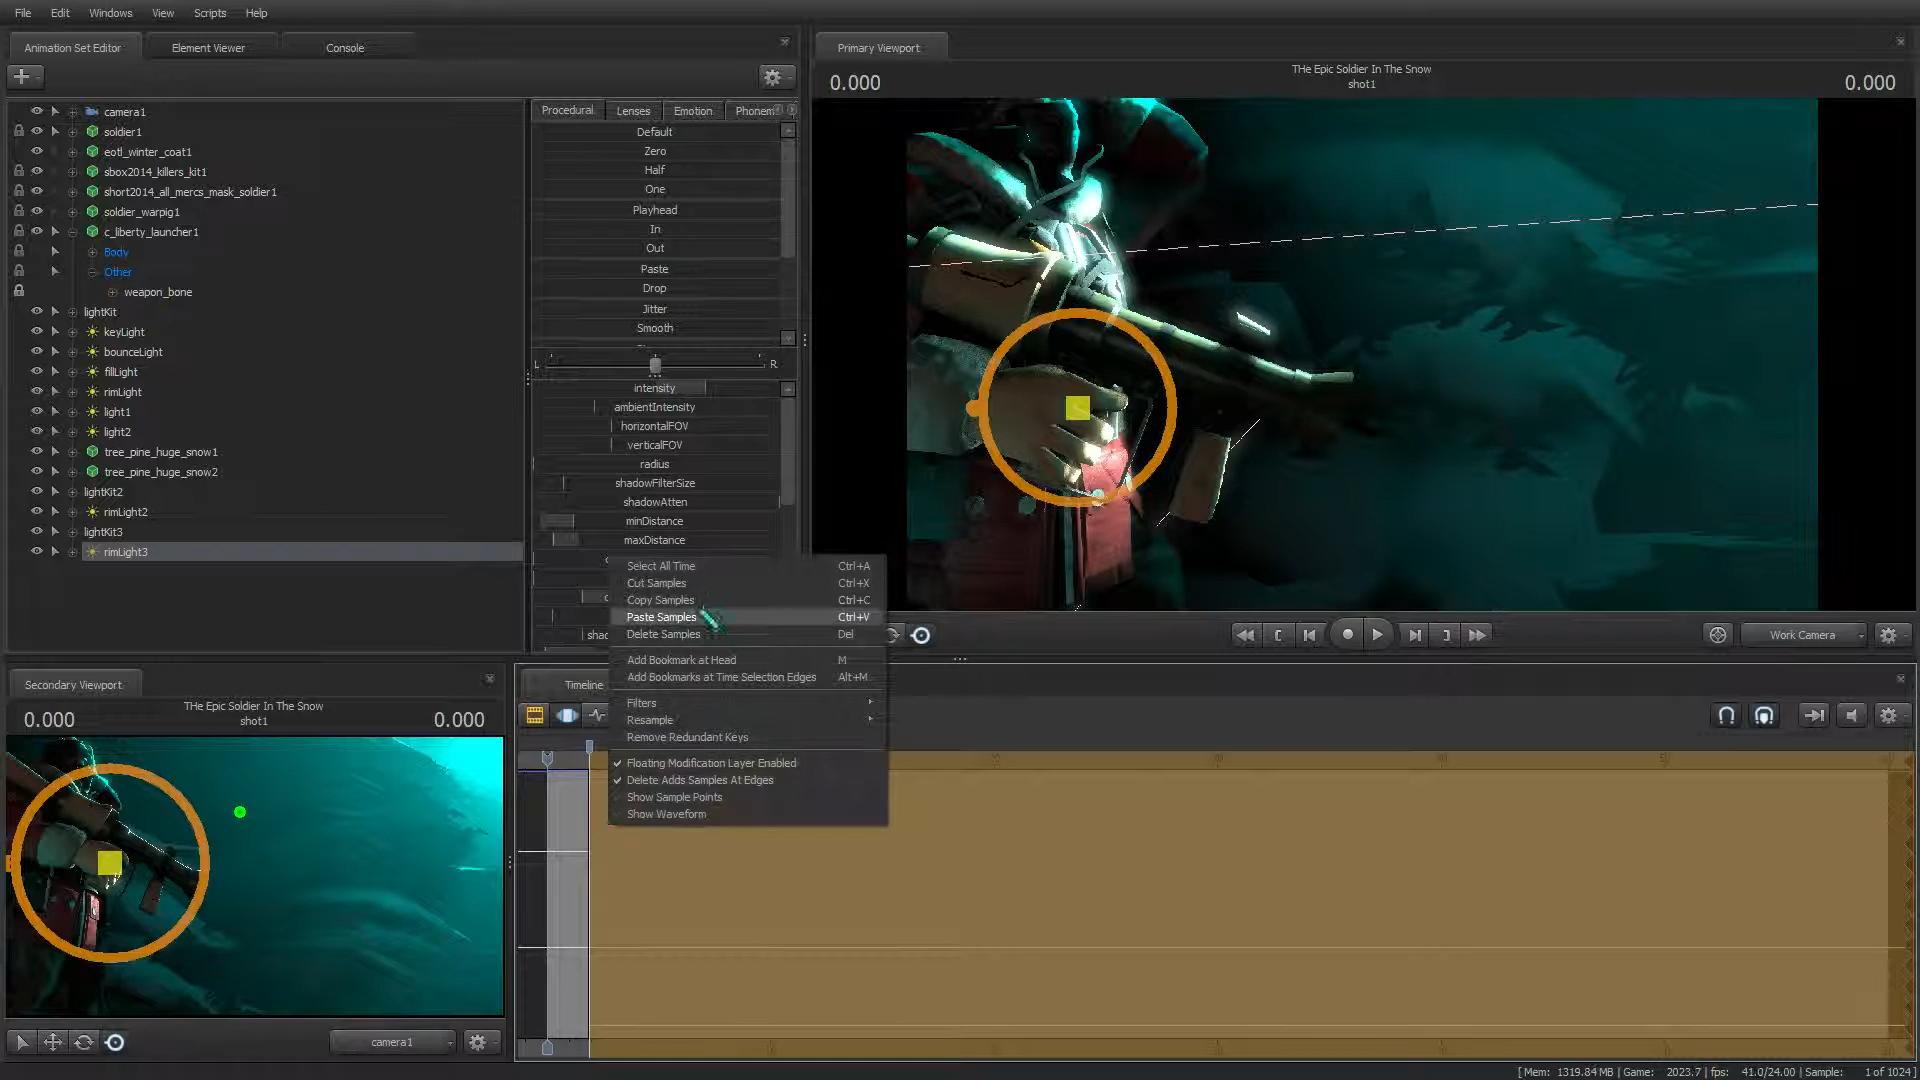 File Edit Windows View Scripts Help
Animation Set Editor Element Viewer Console
Primary Viewport
0.000
THe Epic Soldier In The Snow
shot1
0.000
camera1
soldier1
eotl_winter_coat1
sbox2014_killers_kit1
short2014_all_mercs_mask_soldier1
soldier_warpig1
c_liberty_launcher1
Body
Other
weapon_bone
lightKit
keyLight
bounceLight
fillLight
rimLight
light1
light2
tree_pine_huge_snow1
tree_pine_huge_snow2
lightKit2
rimLight2
lightKit3
rimLight3
Procedural Lenses Emotion Phonem
Default
Zero
Half
One
Playhead
In
Out
Paste
Drop
Jitter
Smooth
L R
intensity
ambientIntensity
horizontalFOV
verticalFOV
radius
shadowFilterSize
shadowAtten
minDistance
maxDistance
shac
Select All Time Ctrl+A
Cut Samples Ctrl+X
Copy Samples Ctrl+C
Paste Samples Ctrl+V
Delete Samples Del
Add Bookmark at Head M
Add Bookmarks at Time Selection Edges Alt+M
Filters
Resample
Remove Redundant Keys
Floating Modification Layer Enabled
Delete Adds Samples At Edges
Show Sample Points
Show Waveform
Work Camera
Secondary Viewport
0.000
THe Epic Soldier In The Snow
shot1
0.000
camera1
Timeline
[ Mem: 1319.84 MB | Game: 2023.7 | fps: 41.0/24.00 | Sample: 1 of 1024 ]